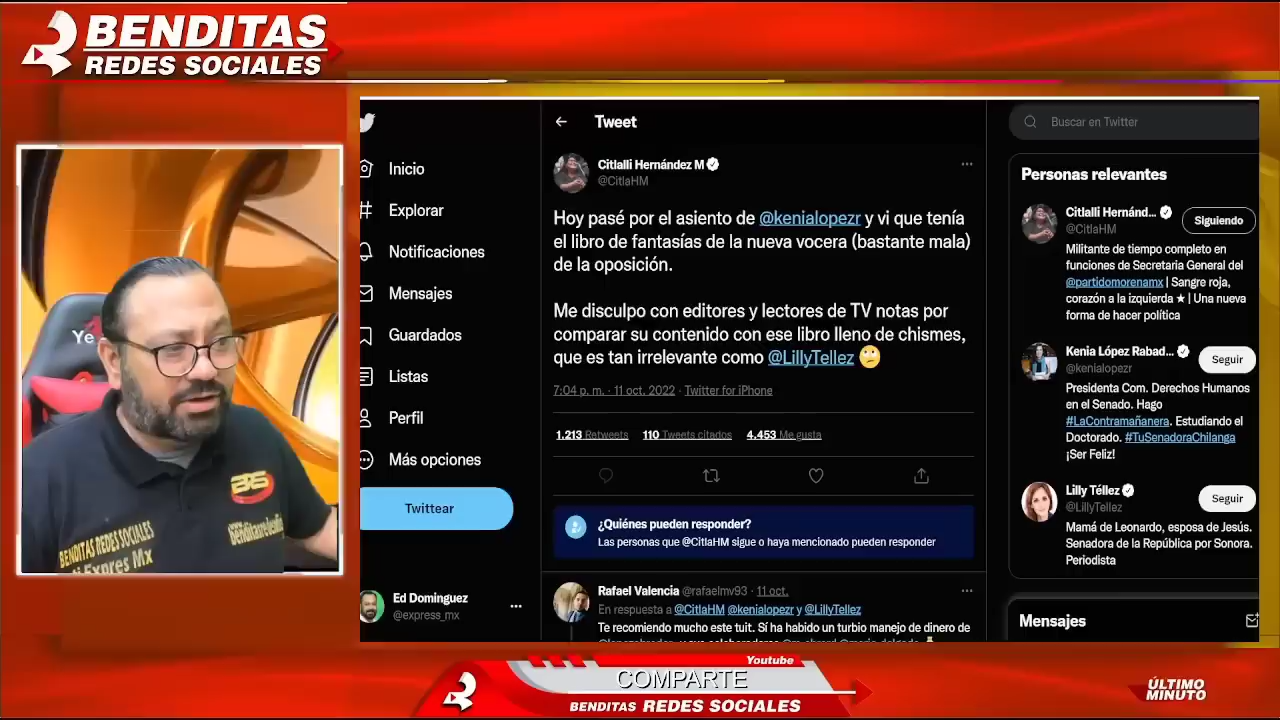 BENDITAS
REDES SOCIALES
Ye
BENDITAS REDES SOCIALES
Expres Mx
Inicio
Explorar
Notificaciones
Mensajes
Guardados
Listas
Perfil
Más opciones
Twittear
Ed Dominguez
@express_mx
Tweet
Citlalli Hernández M
@CitlaHM
Hoy pasé por el asiento de @kenialopezr y vi que tenía
el libro de fantasías de la nueva vocera (bastante mala)
de la oposición.
Me disculpo con editores y lectores de TV notas por
comparar su contenido con ese libro lleno de chismes,
que es tan irrelevante como @LillyTellez 🙄
7:04 p. m. · 11 oct. 2022 · Twitter for iPhone
1.213 Retweets 110 Tweets citados 4.453 Me gusta
¿Quiénes pueden responder?
Las personas que @CitlaHM sigue o haya mencionado pueden responder
Rafael Valencia @rafaelmv93 · 11 oct.
En respuesta a @CitlaHM @kenialopezr y @LillyTellez
Te recomiendo mucho este tuit. Sí ha habido un turbio manejo de dinero de
Buscar en Twitter
Personas relevantes
Citlalli Hernánd...
@CitlaHM
Siguiendo
Militante de tiempo completo en
funciones de Secretaria General del
@partidomorenamx | Sangre roja,
corazón a la izquierda ★ | Una nueva
forma de hacer política
Kenia López Rabad...
@kenialopezr
Seguir
Presidenta Com. Derechos Humanos
en el Senado. Hago
#LaContramañanera. Estudiando el
Doctorado. #TuSenadoraChilanga
¡Ser Feliz!
Lilly Téllez
@LillyTellez
Seguir
Mamá de Leonardo, esposa de Jesús.
Senadora de la República por Sonora.
Periodista
Mensajes
Youtube
COMPARTE
BENDITAS REDES SOCIALES
ÚLTIMO
MINUTO